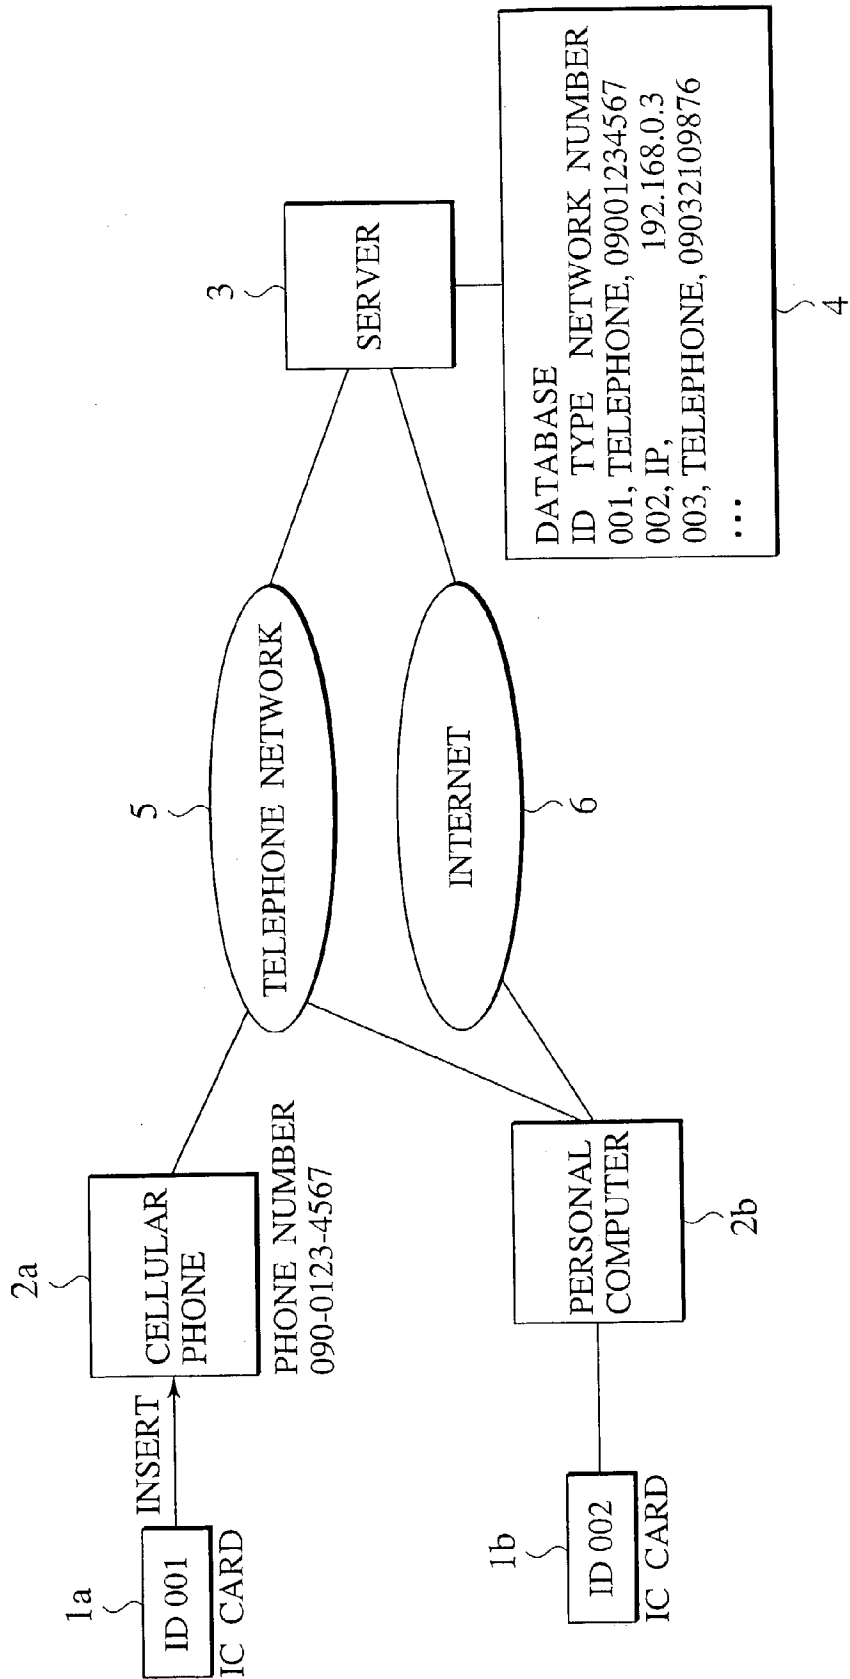 1a
ID 001
IC CARD
INSERT
2a
CELLULAR
PHONE
PHONE NUMBER
090-0123-4567
1b
ID 002
IC CARD
PERSONAL
COMPUTER
2b
5
TELEPHONE NETWORK
INTERNET
6
3
SERVER
DATABASE
ID TYPE NETWORK NUMBER
001, TELEPHONE, 09001234567
002, IP, 192.168.0.3
003, TELEPHONE, 09032109876
...
4